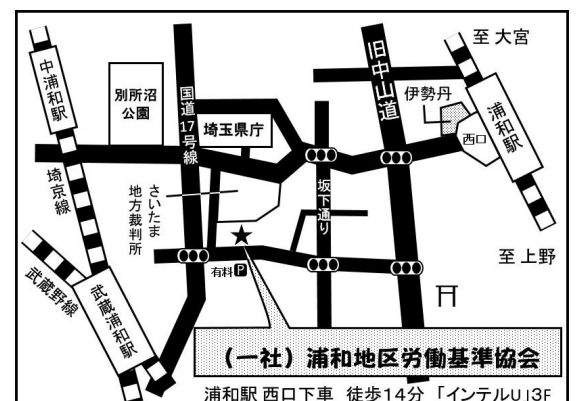 至 大宮
中浦和駅
別所沼
公園
国道17号線
旧中山道
伊勢丹
浦和駅
西口
埼玉県庁
埼京線
さいたま
地方裁判所
坂下通り
至 上野
武蔵野線
武蔵浦和駅
有料 P
(一社)浦和地区労働基準協会
浦和駅 西口下車 徒歩14分 「インテルU」3F